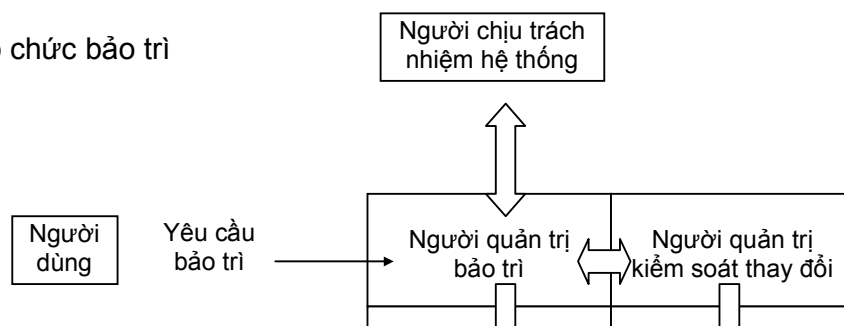 chức bảo trì
Người chịu trách
nhiệm hệ thống
Người
dùng
Yêu cầu
bảo trì
Người quản trị
bảo trì
Người quản trị
kiểm soát thay đổi